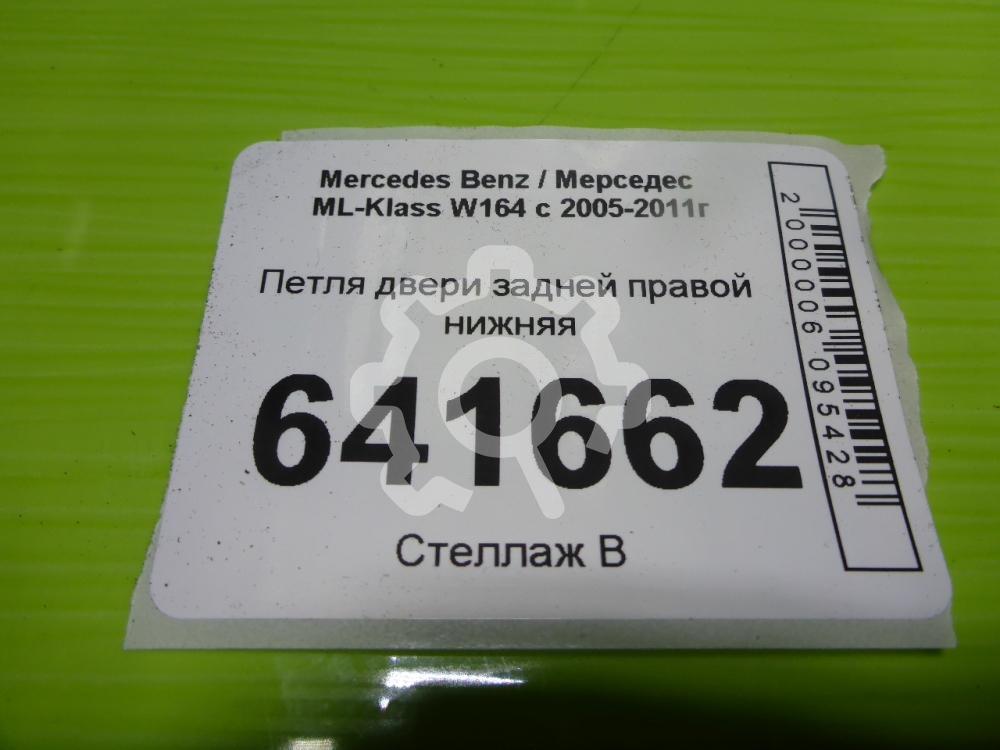 Mercedes Benz / Мерседес
ML-Klass W164 с 2005-2011г
Петля двери задней правой
нижняя
641662
Стеллаж В
2000006095428